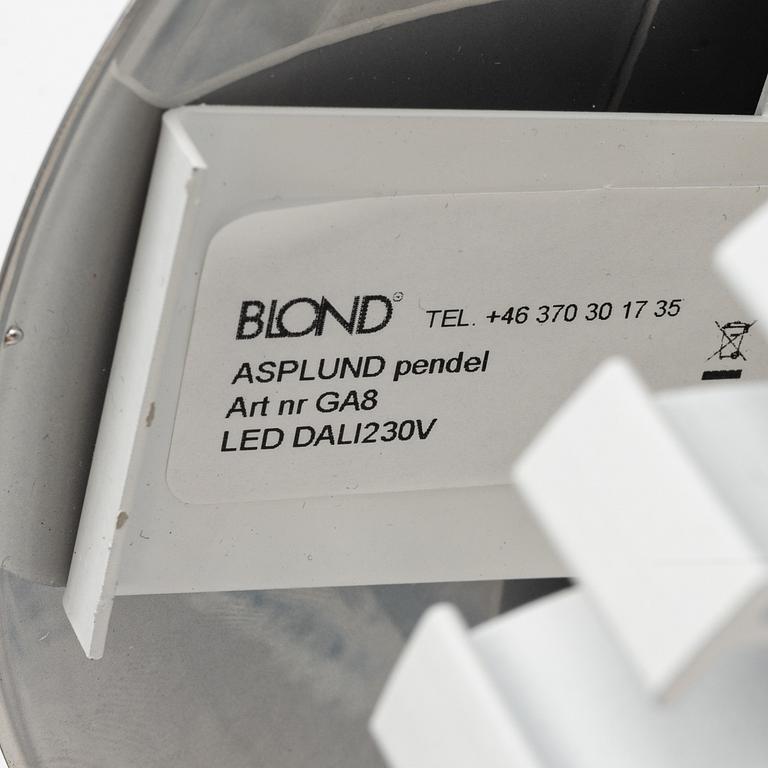 BLOND® TEL. +46 370 30 17 35
ASPLUND pendel
Art nr GA8
LED DALI230V